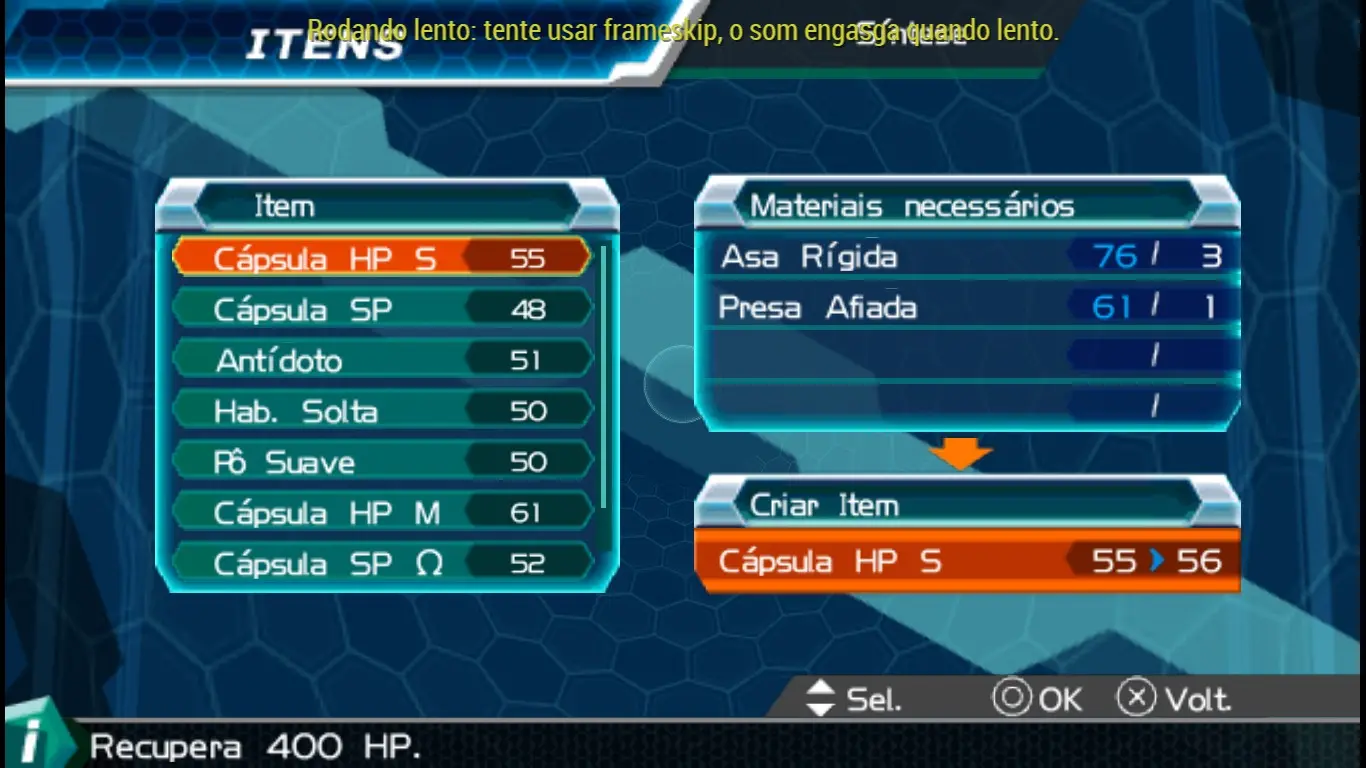 Rodando lento: tente usar frameskip, o som engasga quando lento.
ITENS
Síntese
Item
Cápsula HP S 55
Cápsula SP 48
Antídoto 51
Hab. Solta 50
Pó Suave 50
Cápsula HP M 61
Cápsula SP Ω 52
Materiais necessários
Asa Rígida 76 / 3
Presa Afiada 61 / 1
/
/
Criar Item
Cápsula HP S 55 > 56
Sel. OK Volt.
i Recupera 400 HP.